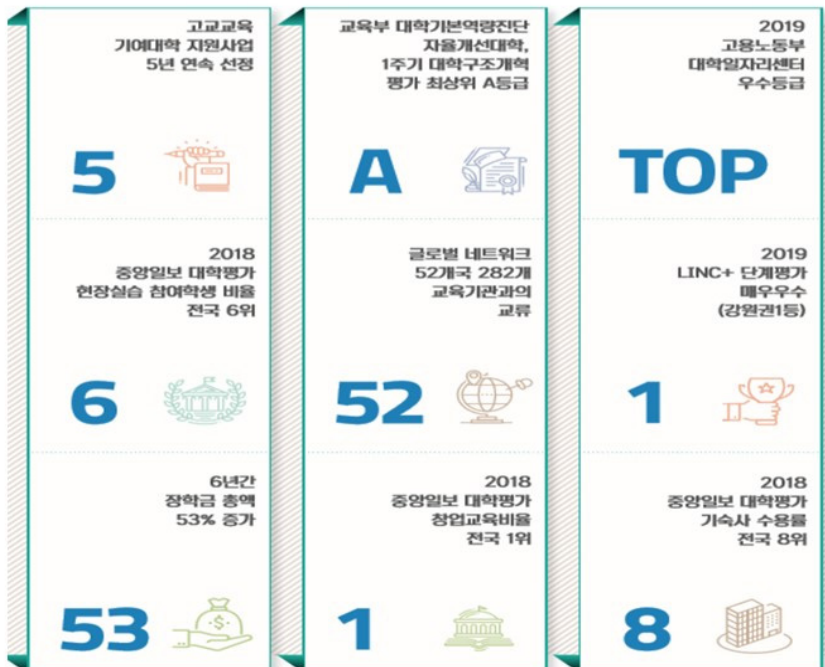 고교교육
기여대학 지원사업
5년 연속 선정
5
교육부 대학기본역량진단
자율개선대학,
1주기 대학구조개혁
평가 최상위 A등급
A
2019
고용노동부
대학일자리센터
우수등급
TOP
2018
중앙일보 대학평가
현장실습 참여학생 비율
전국 6위
6
글로벌 네트워크
52개국 282개
교육기관과의
교류
52
2019
LINC+ 단계평가
매우우수
(강원권1등)
1
6년간
장학금 총액
53% 증가
53
2018
중앙일보 대학평가
창업교육비율
전국 1위
1
2018
중앙일보 대학평가
기숙사 수용률
전국 8위
8